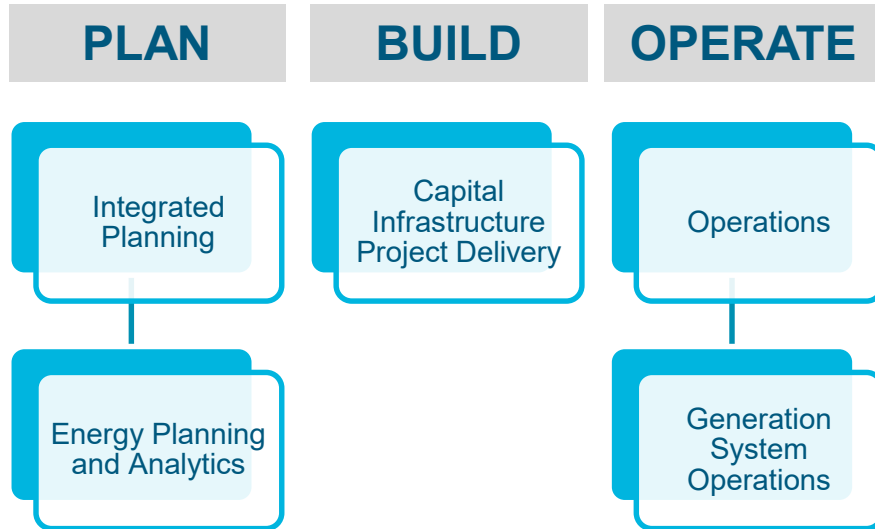 PLAN
BUILD
OPERATE
Integrated
Planning
Capital
Infrastructure
Project Delivery
Operations
Energy Planning
and Analytics
Generation
System
Operations